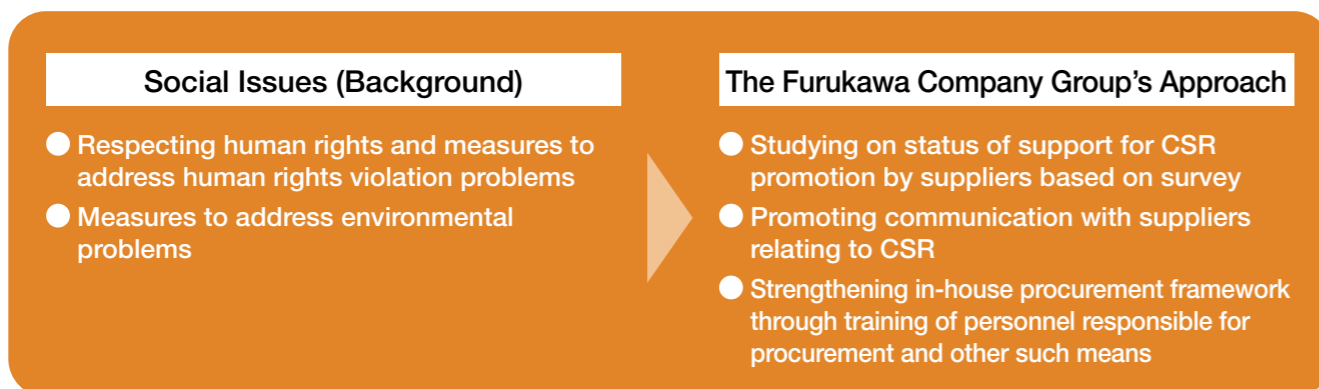 Social Issues (Background)
● Respecting human rights and measures to
address human rights violation problems
● Measures to address environmental
problems
The Furukawa Company Group's Approach
● Studying on status of support for CSR
promotion by suppliers based on survey
● Promoting communication with suppliers
relating to CSR
● Strengthening in-house procurement framework
through training of personnel responsible for
procurement and other such means